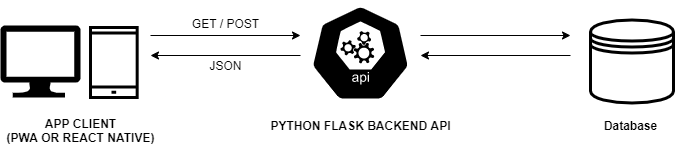 GET / POST
JSON
api
APP CLIENT
(PWA OR REACT NATIVE)
PYTHON FLASK BACKEND API
Database